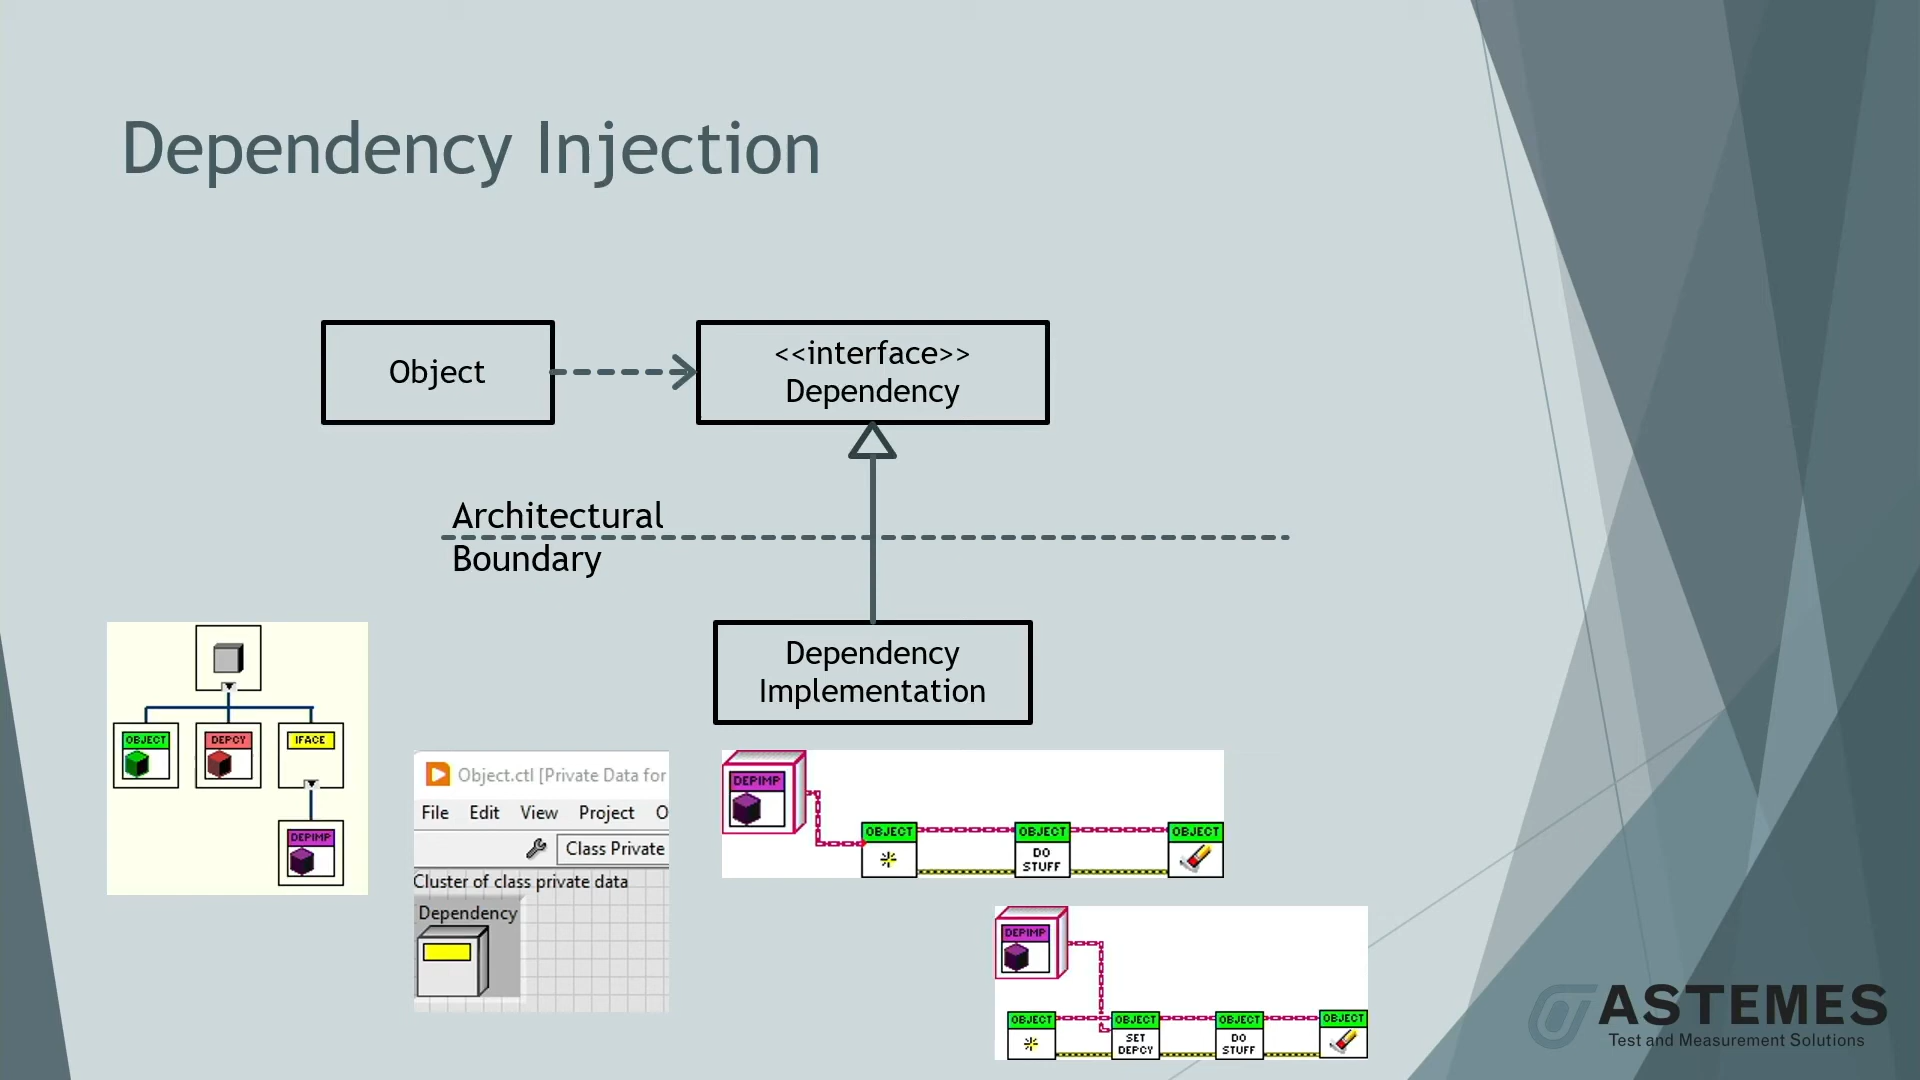 Dependency Injection
Object
<<interface>>
Dependency
Architectural
Boundary
Dependency
Implementation
OBJECT
DEPCY
IFACE
DEPIMP
Object.ctl [Private Data for
File Edit View Project O
Class Private
Cluster of class private data
Dependency
DEPIMP
OBJECT
OBJECT
DO
STUFF
OBJECT
DEPIMP
OBJECT
OBJECT
SET
DEPCY
OBJECT
DO
STUFF
OBJECT
ASTEMES
Test and Measurement Solutions